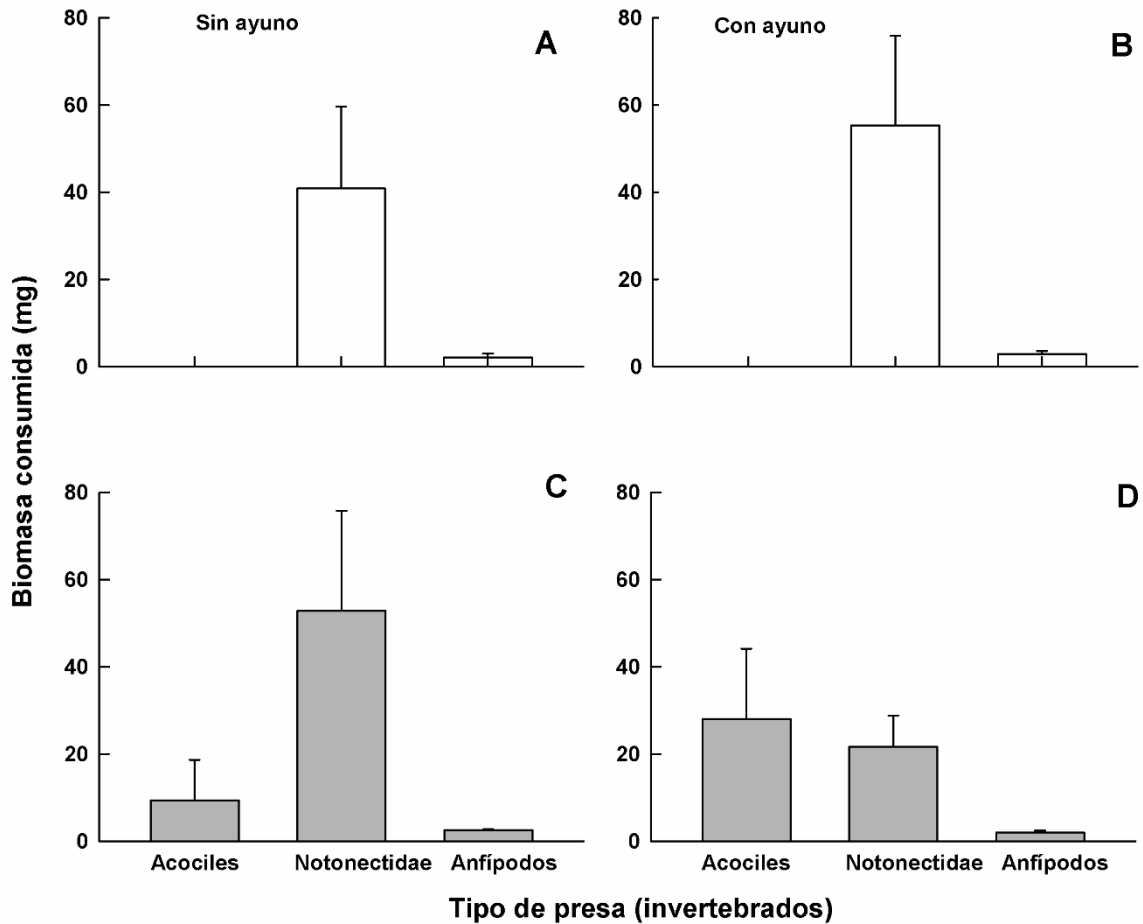 Sin ayuno
A
Con ayuno
B
80
60
40
20
0
80
60
40
20
0
C
D
80
60
40
20
0
80
60
40
20
0
Biomasa consumida (mg)
Acociles Notonectidae Anfípodos
Acociles Notonectidae Anfípodos
Tipo de presa (invertebrados)